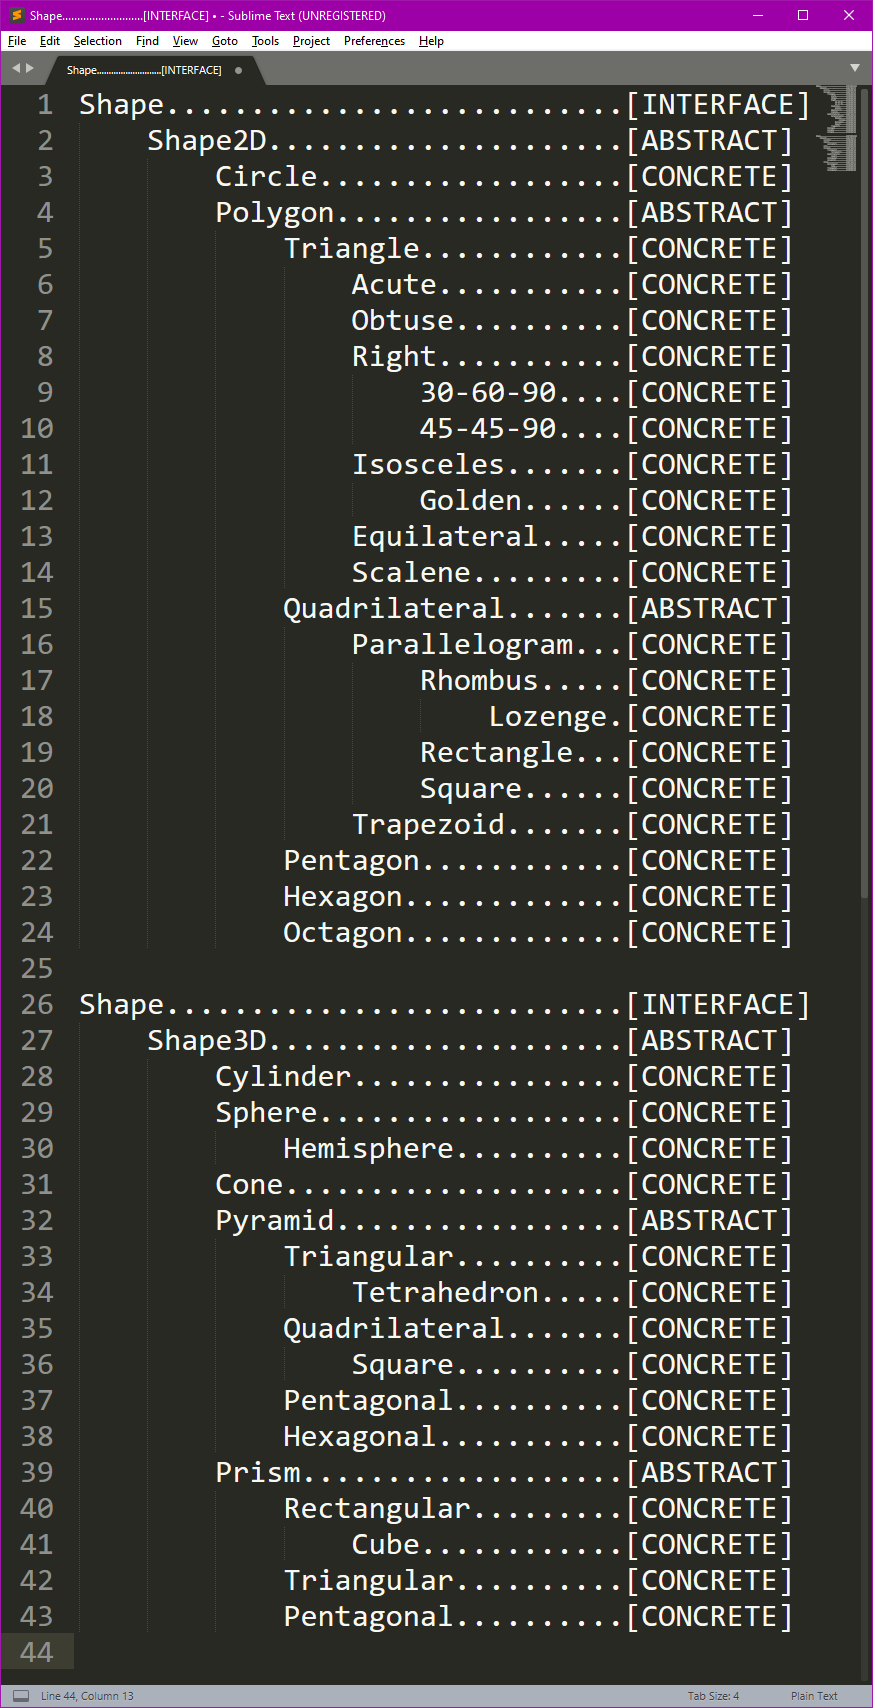 Shape...........................[INTERFACE] • - Sublime Text (UNREGISTERED)
File Edit Selection Find View Goto Tools Project Preferences Help
Shape...........................[INTERFACE]
1 Shape...........................[INTERFACE]
2     Shape2D.....................[ABSTRACT]
3         Circle..................[CONCRETE]
4         Polygon.................[ABSTRACT]
5             Triangle............[CONCRETE]
6                 Acute...........[CONCRETE]
7                 Obtuse..........[CONCRETE]
8                 Right...........[CONCRETE]
9                     30-60-90....[CONCRETE]
10                     45-45-90....[CONCRETE]
11                 Isosceles.......[CONCRETE]
12                     Golden......[CONCRETE]
13                 Equilateral.....[CONCRETE]
14                 Scalene.........[CONCRETE]
15             Quadrilateral.......[ABSTRACT]
16                 Parallelogram...[CONCRETE]
17                     Rhombus.....[CONCRETE]
18                         Lozenge.[CONCRETE]
19                     Rectangle...[CONCRETE]
20                     Square......[CONCRETE]
21                 Trapezoid.......[CONCRETE]
22             Pentagon............[CONCRETE]
23             Hexagon.............[CONCRETE]
24             Octagon.............[CONCRETE]
25
26 Shape...........................[INTERFACE]
27     Shape3D.....................[ABSTRACT]
28         Cylinder................[CONCRETE]
29         Sphere..................[CONCRETE]
30             Hemisphere..........[CONCRETE]
31         Cone....................[CONCRETE]
32         Pyramid.................[ABSTRACT]
33             Triangular..........[CONCRETE]
34                 Tetrahedron.....[CONCRETE]
35             Quadrilateral.......[CONCRETE]
36                 Square..........[CONCRETE]
37             Pentagonal..........[CONCRETE]
38             Hexagonal...........[CONCRETE]
39         Prism...................[ABSTRACT]
40             Rectangular.........[CONCRETE]
41                 Cube............[CONCRETE]
42             Triangular..........[CONCRETE]
43             Pentagonal..........[CONCRETE]
44
Line 44, Column 13 Tab Size: 4 Plain Text